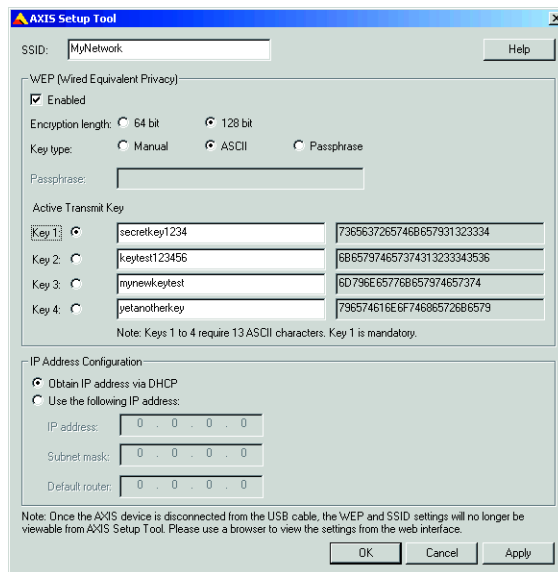 AXIS Setup Tool
SSID: MyNetwork Help
WEP (Wired Equivalent Privacy)
Enabled
Encryption length: 64 bit 128 bit
Key type: Manual ASCII Passphrase
Passphrase:
Active Transmit Key
Key 1: secretkey1234 7365637265746B657931323334
Key 2: keytest123456 6B657974657374313233343536
Key 3: mynewkeytest 6D796E65776B657974657374
Key 4: yetanotherkey 796574616E6F746865726B6579
Note: Keys 1 to 4 require 13 ASCII characters. Key 1 is mandatory.
IP Address Configuration
Obtain IP address via DHCP
Use the following IP address:
IP address: 0 . 0 . 0 . 0
Subnet mask: 0 . 0 . 0 . 0
Default router: 0 . 0 . 0 . 0
Note: Once the AXIS device is disconnected from the USB cable, the WEP and SSID settings will no longer be
viewable from AXIS Setup Tool. Please use a browser to view the settings from the web interface.
OK Cancel Apply